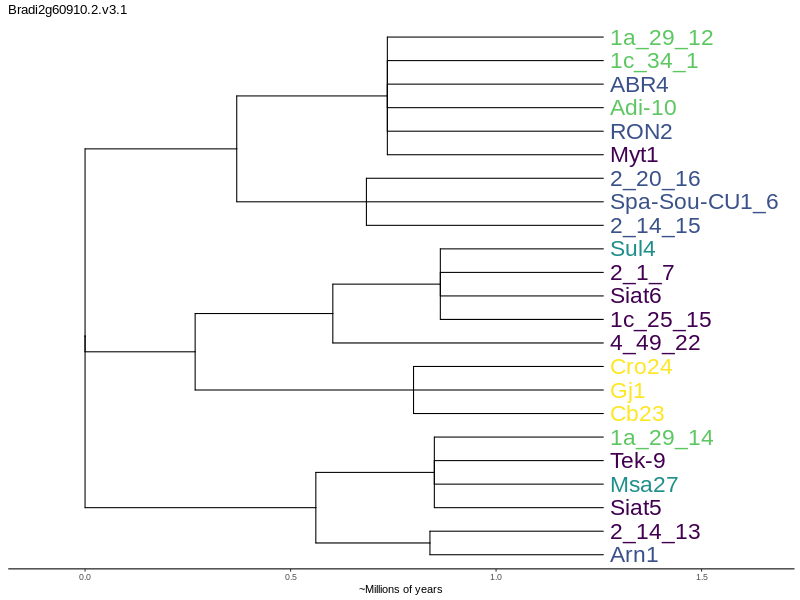 Bradi2g60910.2.v3.1
1a_29_12
1c_34_1
ABR4
Adi-10
RON2
Myt1
2_20_16
Spa-Sou-CU1_6
2_14_15
Sul4
2_1_7
Siat6
1c_25_15
4_49_22
Cro24
Gj1
Cb23
1a_29_14
Tek-9
Msa27
Siat5
2_14_13
Arn1
0.0 0.5 1.0 1.5
~Millions of years